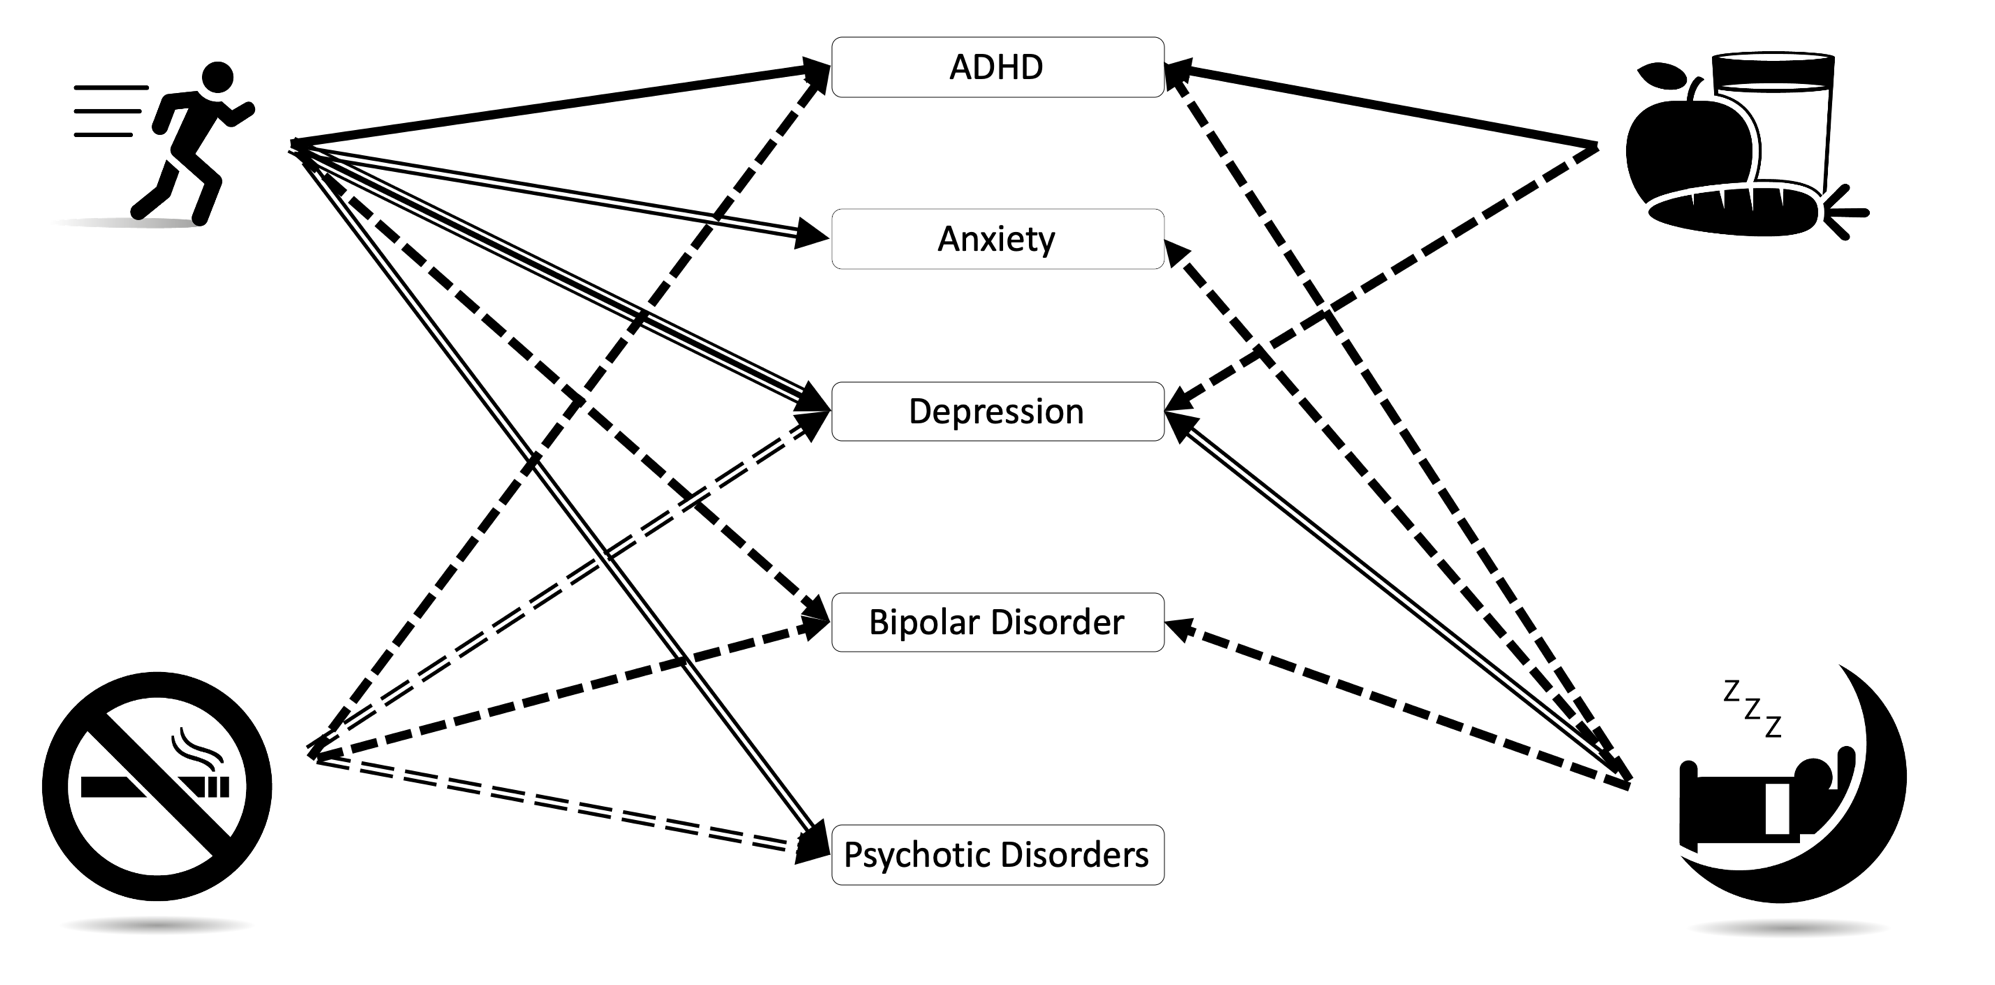 ADHD
Anxiety
Depression
Bipolar Disorder
Z
Z
Z
Psychotic Disorders